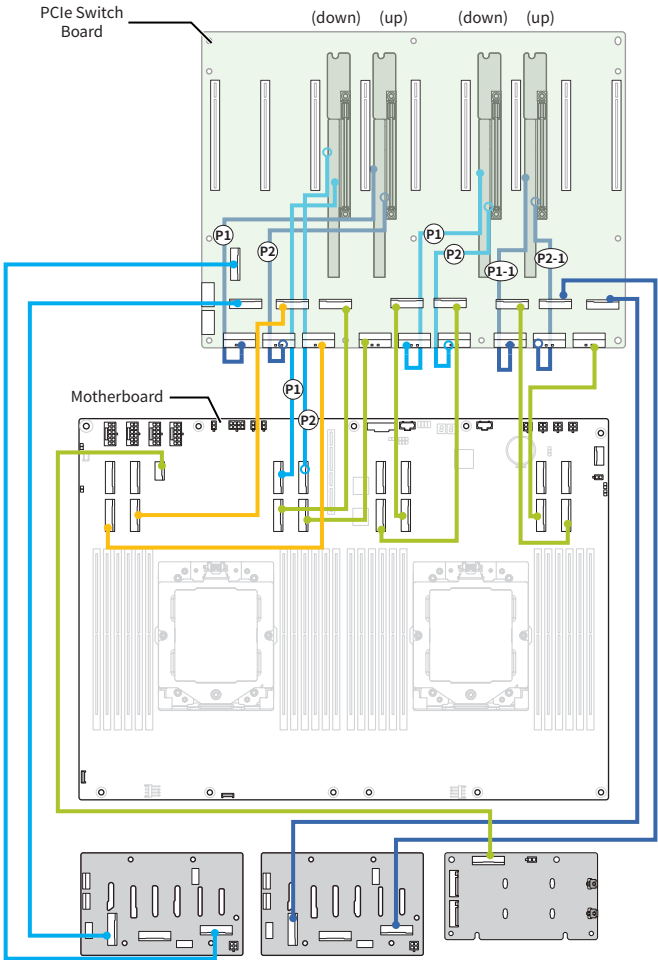 PCIe Switch
Board
(down) (up) (down) (up)
P1
P2
P1
P2
P1-1
P2-1
P1
P2
Motherboard